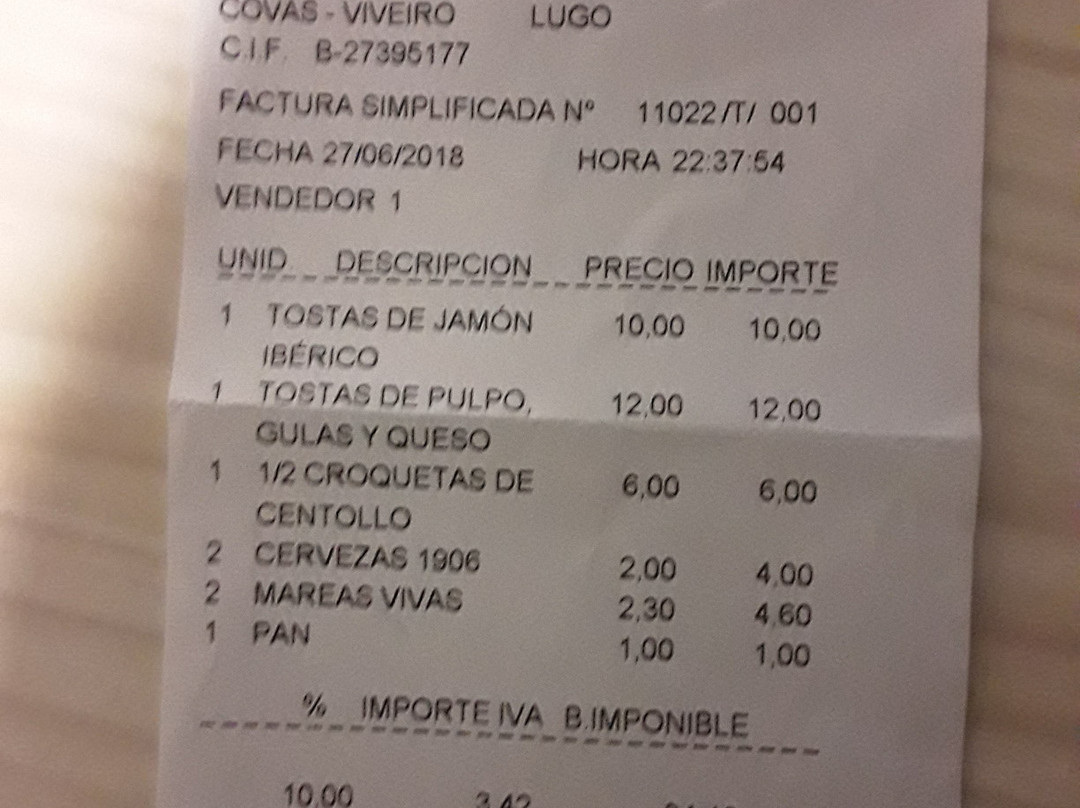 COVAS - VIVEIRO LUGO
C.I.F. B-27395177
FACTURA SIMPLIFICADA Nº 11022 /T/ 001
FECHA 27/06/2018 HORA 22:37:54
VENDEDOR 1
UNID. DESCRIPCION PRECIO IMPORTE
1 TOSTAS DE JAMÓN 10,00 10,00
IBÉRICO
1 TOSTAS DE PULPO, 12,00 12,00
GULAS Y QUESO
1 1/2 CROQUETAS DE 6,00 6,00
CENTOLLO
2 CERVEZAS 1906 2,00 4,00
2 MAREAS VIVAS 2,30 4,60
1 PAN 1,00 1,00
% IMPORTE IVA B.IMPONIBLE
10,00 3,42